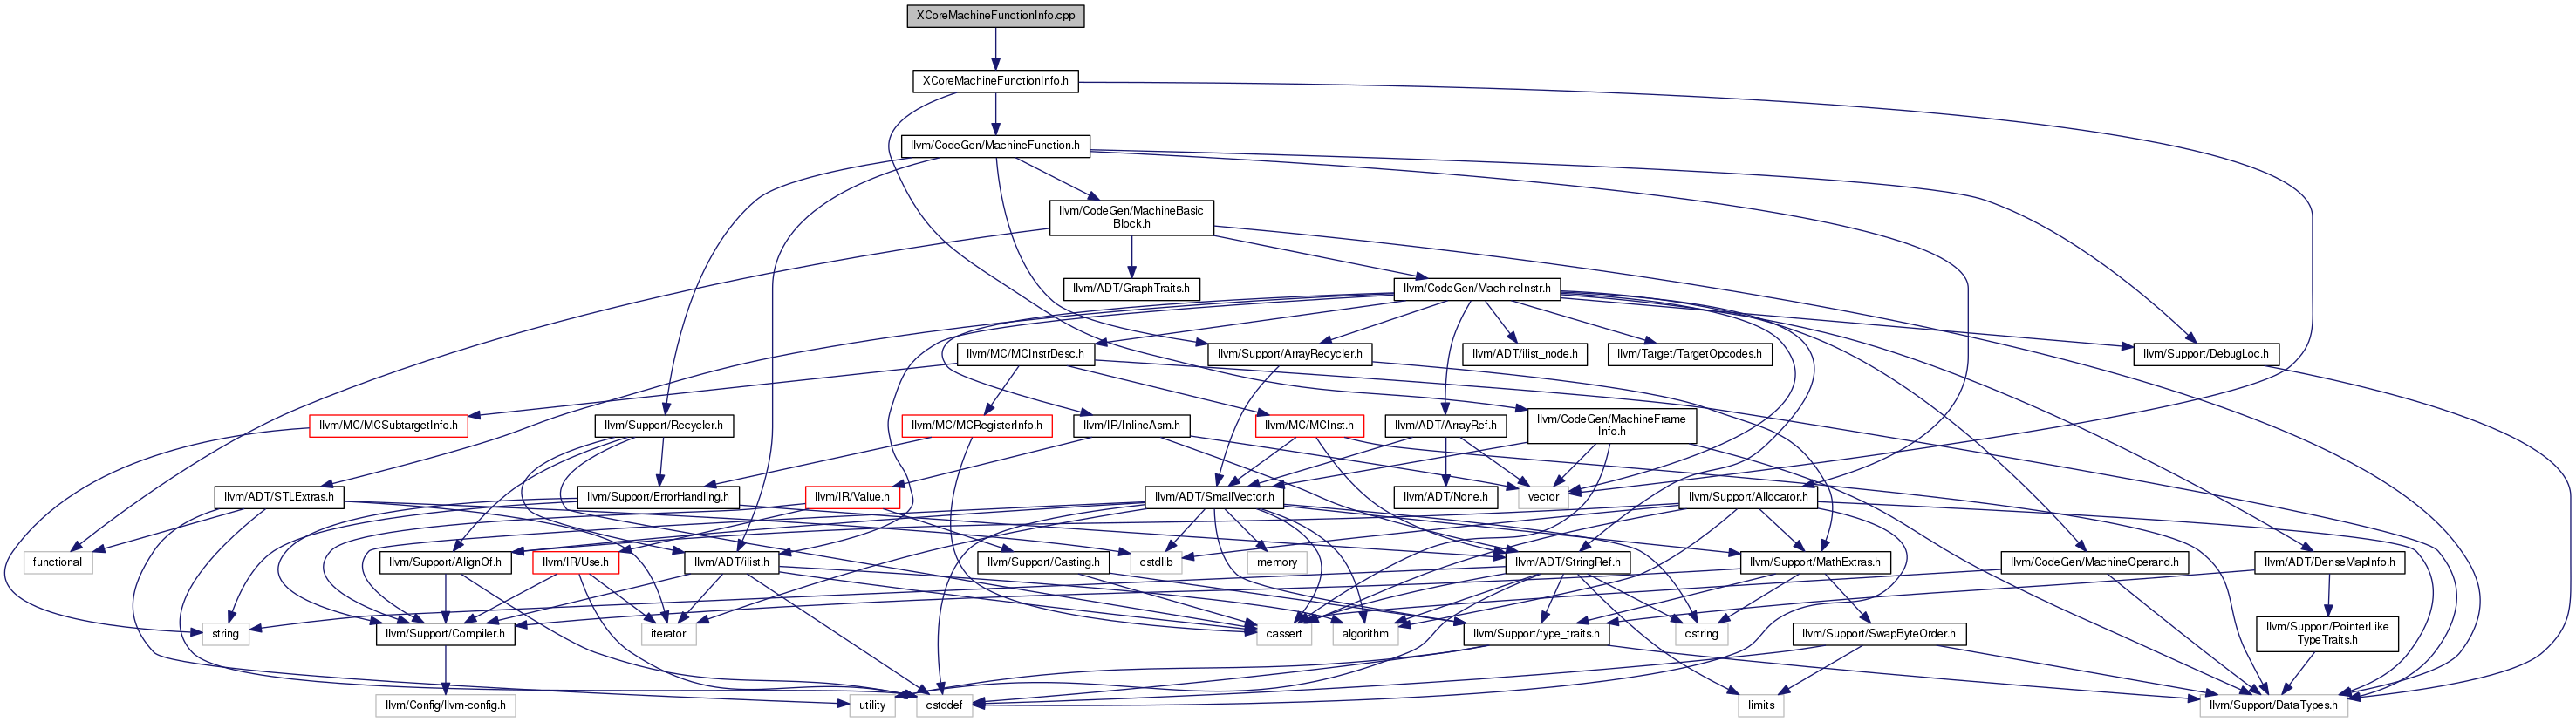 XCoreMachineFunctionInfo.cpp
XCoreMachineFunctionInfo.h
llvm/CodeGen/MachineFunction.h
llvm/CodeGen/MachineBasic
Block.h
llvm/ADT/GraphTraits.h
llvm/CodeGen/MachineInstr.h
llvm/MC/MCInstrDesc.h
llvm/Support/ArrayRecycler.h
llvm/ADT/ilist_node.h
llvm/Target/TargetOpcodes.h
llvm/Support/DebugLoc.h
llvm/MC/MCSubtargetInfo.h
llvm/Support/Recycler.h
llvm/MC/MCRegisterInfo.h
llvm/IR/InlineAsm.h
llvm/MC/MCInst.h
llvm/ADT/ArrayRef.h
llvm/CodeGen/MachineFrame
Info.h
llvm/ADT/STLExtras.h
llvm/Support/ErrorHandling.h
llvm/IR/Value.h
llvm/ADT/SmallVector.h
llvm/ADT/None.h
vector
llvm/Support/Allocator.h
functional
llvm/Support/AlignOf.h
llvm/IR/Use.h
llvm/ADT/ilist.h
cstdlib
llvm/Support/Casting.h
memory
llvm/ADT/StringRef.h
llvm/Support/MathExtras.h
llvm/CodeGen/MachineOperand.h
llvm/ADT/DenseMapInfo.h
string
llvm/Support/Compiler.h
iterator
cassert
algorithm
llvm/Support/type_traits.h
cstring
llvm/Support/SwapByteOrder.h
llvm/Support/PointerLike
TypeTraits.h
llvm/Config/llvm-config.h
utility
cstddef
limits
llvm/Support/DataTypes.h